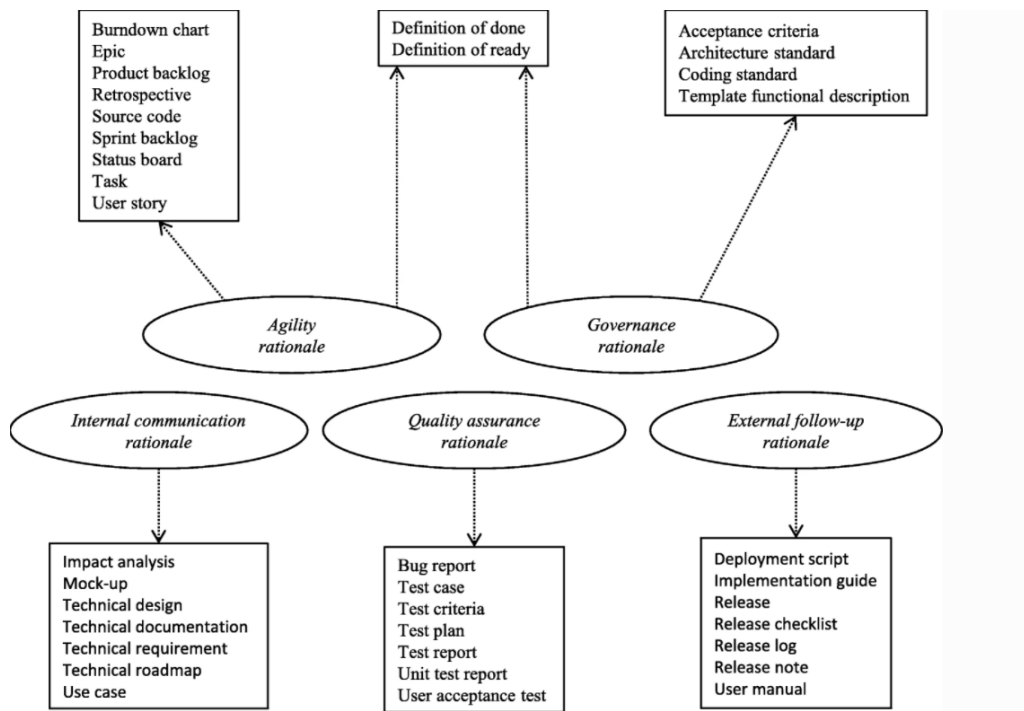 Burndown chart
Epic
Product backlog
Retrospective
Source code
Sprint backlog
Status board
Task
User story
Definition of done
Definition of ready
Acceptance criteria
Architecture standard
Coding standard
Template functional description
Agility
rationale
Governance
rationale
Internal communication
rationale
Quality assurance
rationale
External follow-up
rationale
Impact analysis
Mock-up
Technical design
Technical documentation
Technical requirement
Technical roadmap
Use case
Bug report
Test case
Test criteria
Test plan
Test report
Unit test report
User acceptance test
Deployment script
Implementation guide
Release
Release checklist
Release log
Release note
User manual